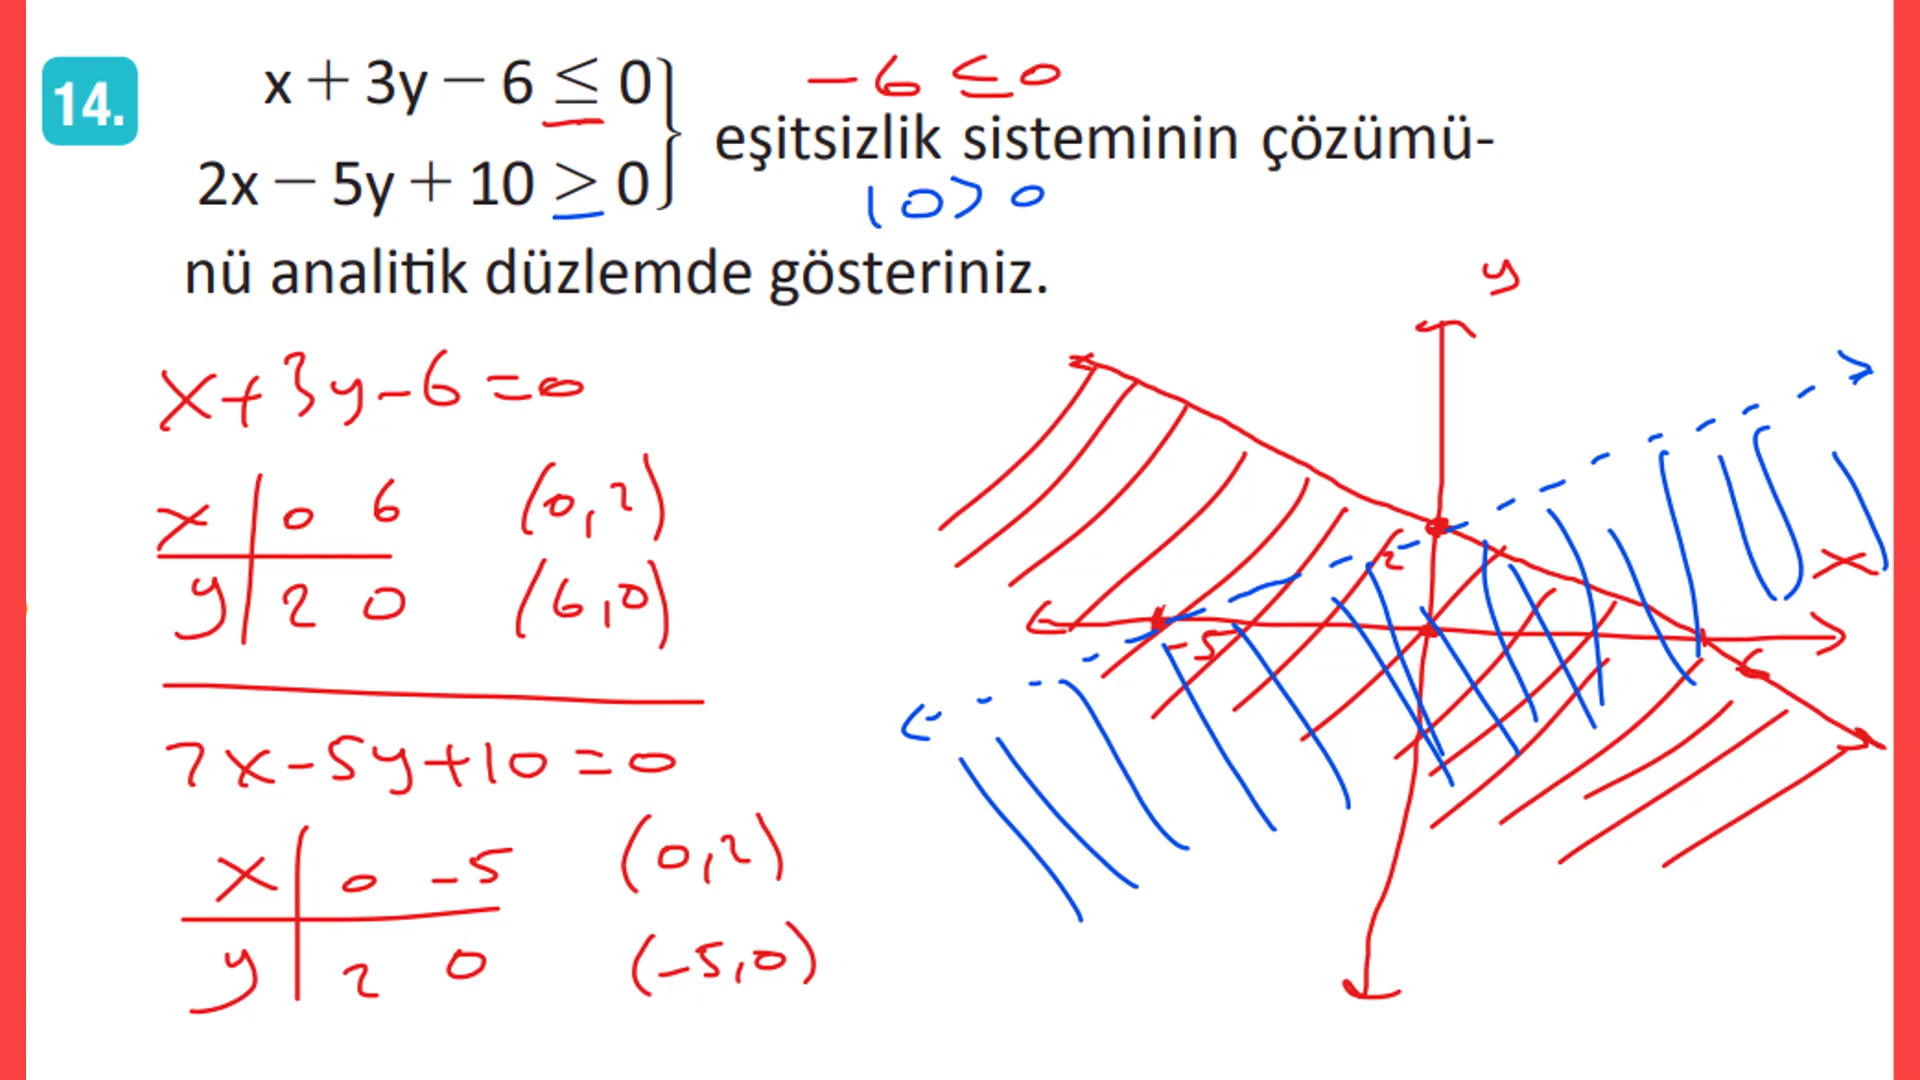 14.
x + 3y − 6 ≤ 0
2x − 5y + 10 > 0
−6 ≤ 0
eşitsizlik sisteminin çözümü-
10 > 0
nü analitik düzlemde gösteriniz.
x+3y−6=0
x | 0 6 (0,2)
y | 2 0 (6,0)
2x−5y+10=0
x | 0 −5 (0,2)
y | 2 0 (−5,0)
y
2
x
−5